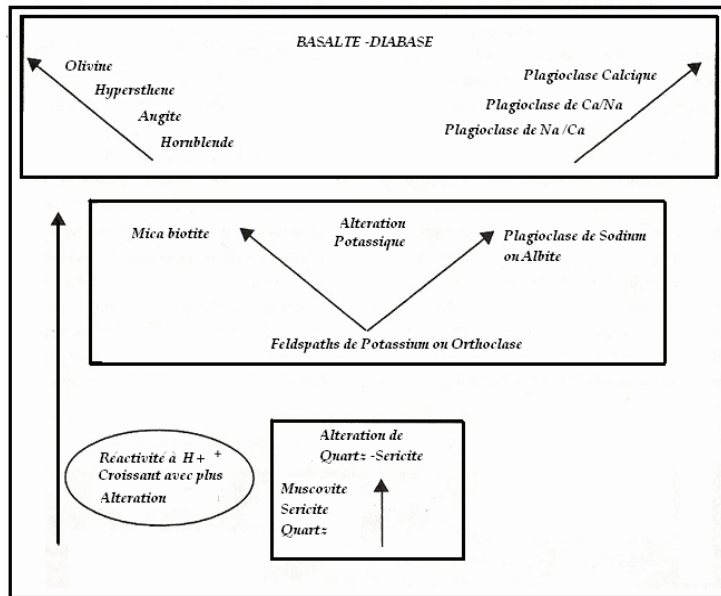 BASALTE -DIABASE
Olivine
Hypersthene
Angite
Hornblende
Plagioclase Calcique
Plagioclase de Ca/Na
Plagioclase de Na /Ca
Mica biotite
Alteration
Potassique
Plagioclase de Sodium
ou Albite
Feldspaths de Potassium ou Orthoclase
Réactivité à H+ +
Croissant avec plus
Alteration
Alteration de
Quartz -Sericite
Muscovite
Sericite
Quartz